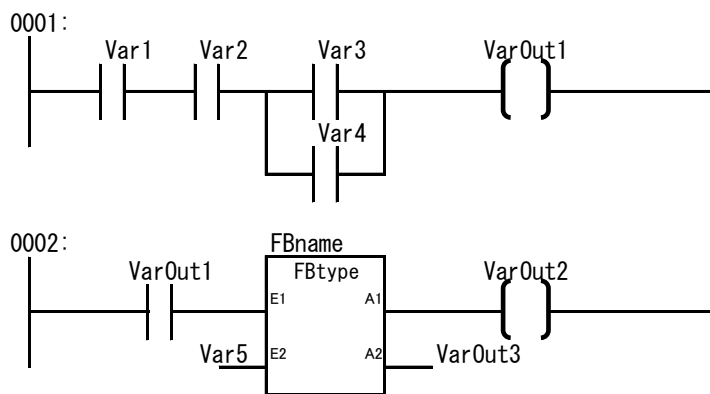 0001:
Var1
Var2
Var3
VarOut1
Var4
0002:
FBname
VarOut1
FBtype
VarOut2
E1
A1
Var5
E2
A2
VarOut3